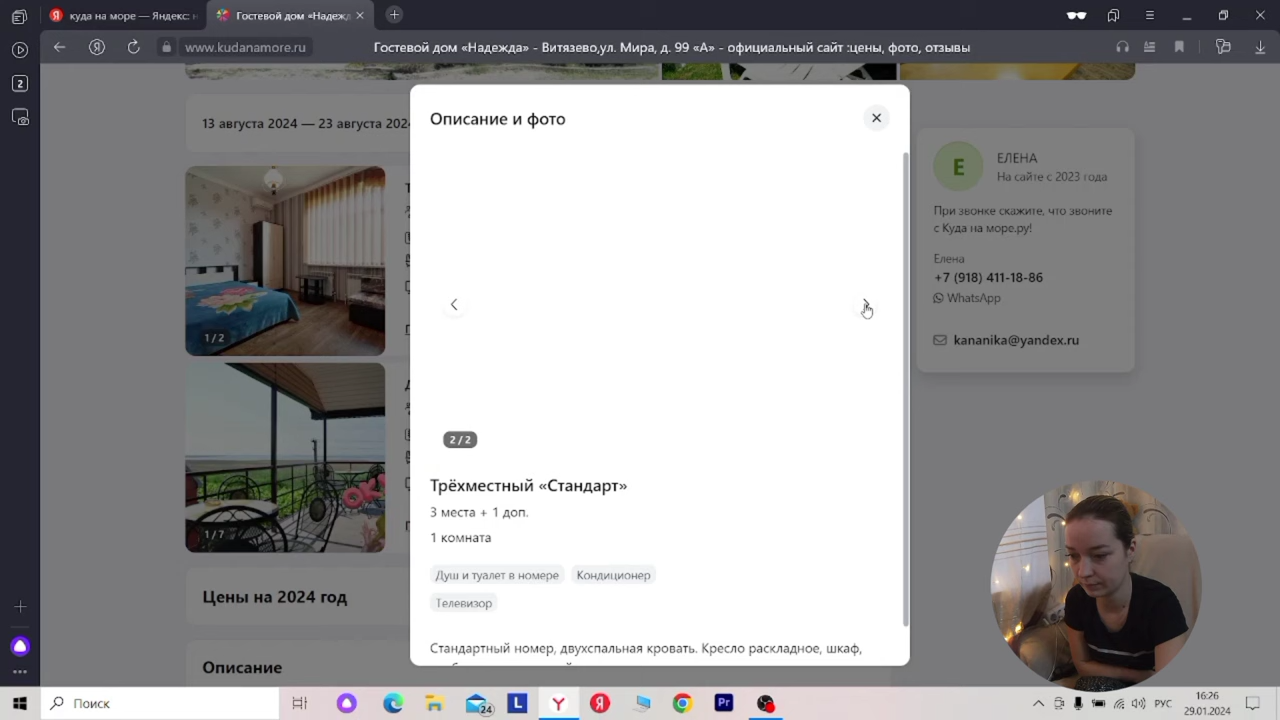 куда на море — Яндекс: н
Гостевой дом «Надежд
www.kudanamore.ru
Гостевой дом «Надежда» - Витязево,ул. Мира, д. 99 «А» - официальный сайт :цены, фото, отзывы
2
13 августа 2024 — 23 августа 202
Описание и фото
1 / 2
1 / 7
2 / 2
Трёхместный «Стандарт»
3 места + 1 доп.
1 комната
Душ и туалет в номере
Кондиционер
Телевизор
Стандартный номер, двухспальная кровать. Кресло раскладное, шкаф,
Цены на 2024 год
Описание
Е
ЕЛЕНА
На сайте с 2023 года
При звонке скажите, что звоните
с Куда на море.ру!
Елена
+7 (918) 411-18-86
WhatsApp
kananika@yandex.ru
Поиск
24
L
Y
Я
Pr
РУС
16:26
29.01.2024